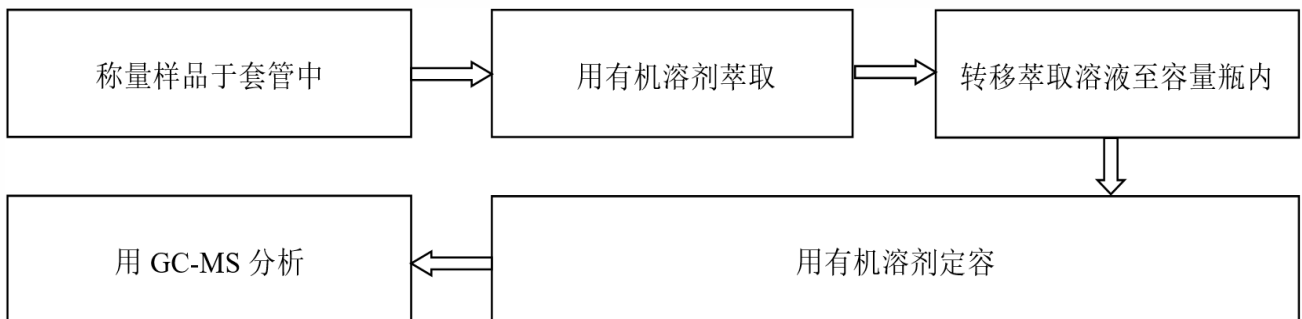 称量样品于套管中
用有机溶剂萃取
转移萃取溶液至容量瓶内
用有机溶剂定容
用 GC-MS 分析